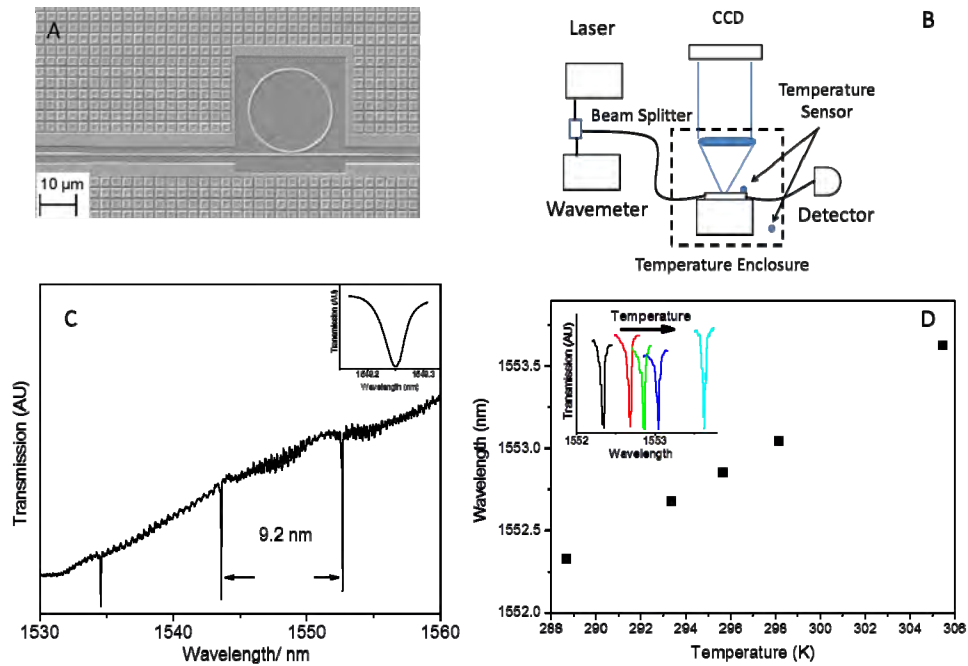 A
10 µm
B
CCD
Laser
Beam Splitter
Temperature
Sensor
Wavemeter
Detector
Temperature Enclosure
C
Transmission (AU)
1530
1540
1550
1560
Wavelength/ nm
9.2 nm
Transmission (AU)
Wavelength (nm)
D
Wavelength (nm)
1553.5
1553.0
1552.5
1552.0
288
290
292
294
296
298
300
302
304
306
Temperature (K)
Temperature
Transmission (AU)
1552
1553
Wavelength